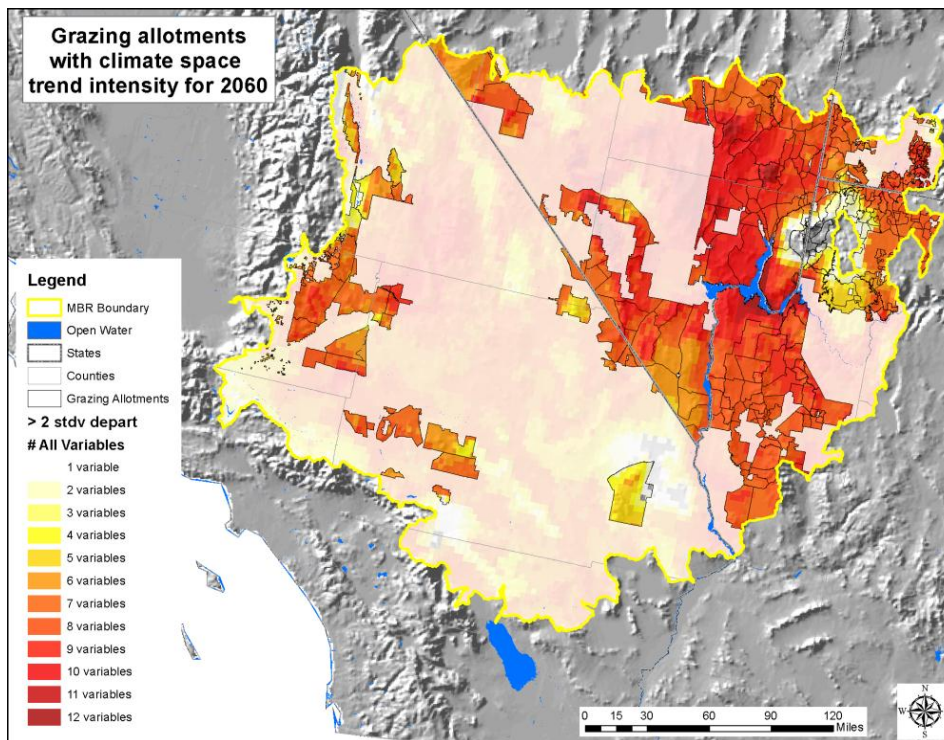 Grazing allotments
with climate space
trend intensity for 2060
Legend
MBR Boundary
Open Water
States
Counties
Grazing Allotments
> 2 stdv depart
# All Variables
1 variable
2 variables
3 variables
4 variables
5 variables
6 variables
7 variables
8 variables
9 variables
10 variables
11 variables
12 variables
0 15 30 60 90 120
Miles
N
W E
S